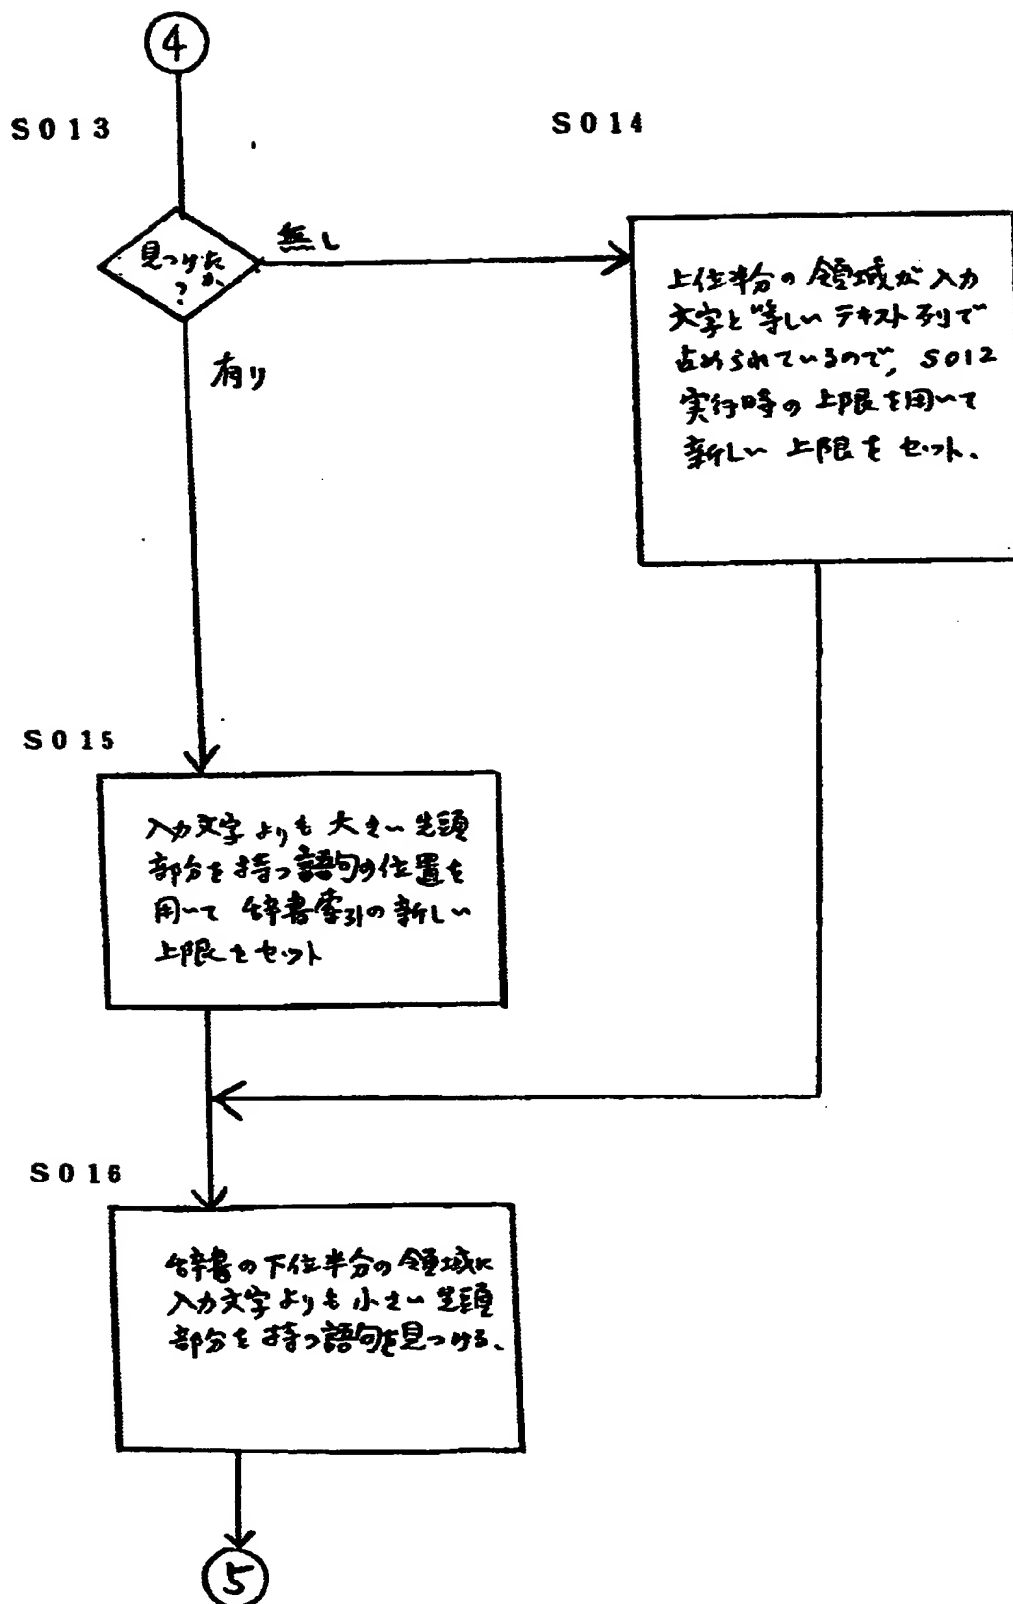 ④
S013
S014
見つけたか
?
無し
上位半分の領域が入力
文字と等しいテキスト列で
占められているので, S012
実行時の上限を用いて
新しい上限をセット.
有り
S015
入力文字よりも大きい先頭
部分を持つ語句の位置を
用いて辞書索引の新しい
上限をセット
S016
辞書の下位半分の領域に
入力文字よりも小さい先頭
部分を持つ語句を見つける.
⑤